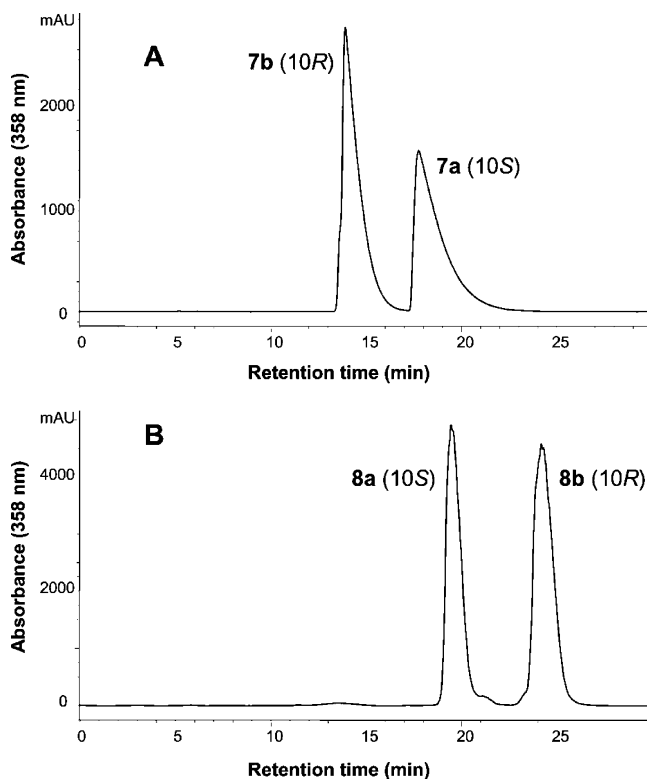 mAU
A
7b (10R)
7a (10S)
2000
1000
0
Absorbance (358 nm)
0 5 10 15 20 25
Retention time (min)
mAU
B
8a (10S)
8b (10R)
4000
2000
0
Absorbance (358 nm)
0 5 10 15 20 25
Retention time (min)